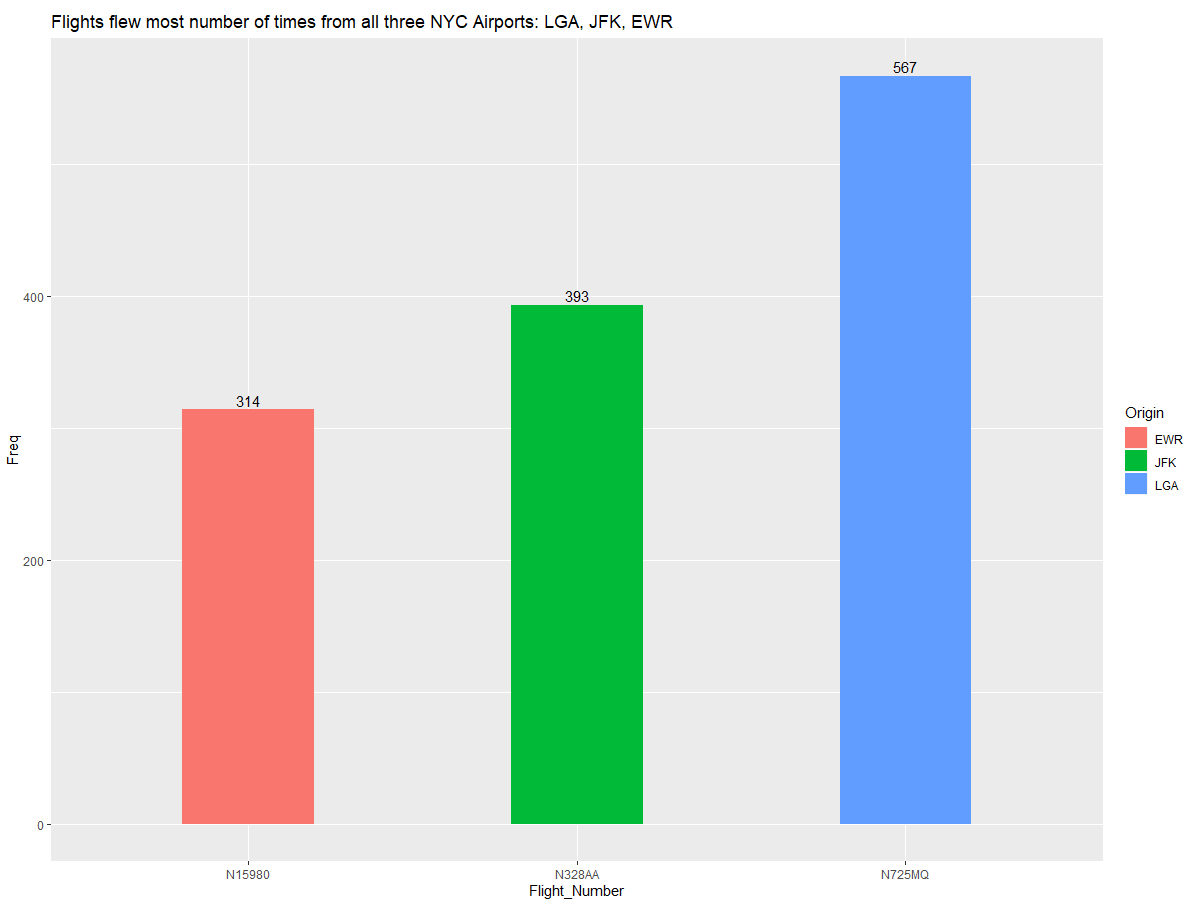 Flights flew most number of times from all three NYC Airports: LGA, JFK, EWR
567
393
314
400
200
0
Freq
N15980 N328AA N725MQ
Flight_Number
Origin
EWR
JFK
LGA